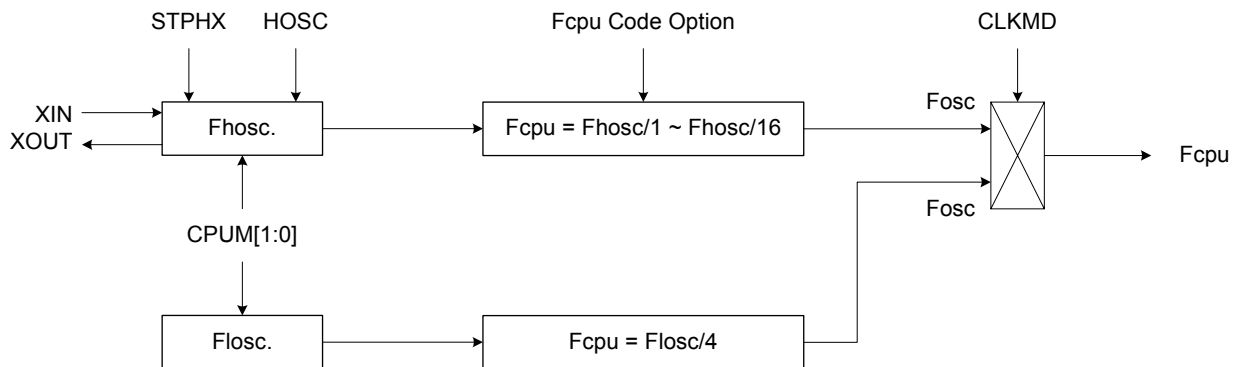 STPHX HOSC Fcpu Code Option CLKMD
XIN
XOUT
Fhosc.
Fcpu = Fhosc/1 ~ Fhosc/16
Fosc
Fcpu
Fosc
CPUM[1:0]
Flosc.
Fcpu = Flosc/4